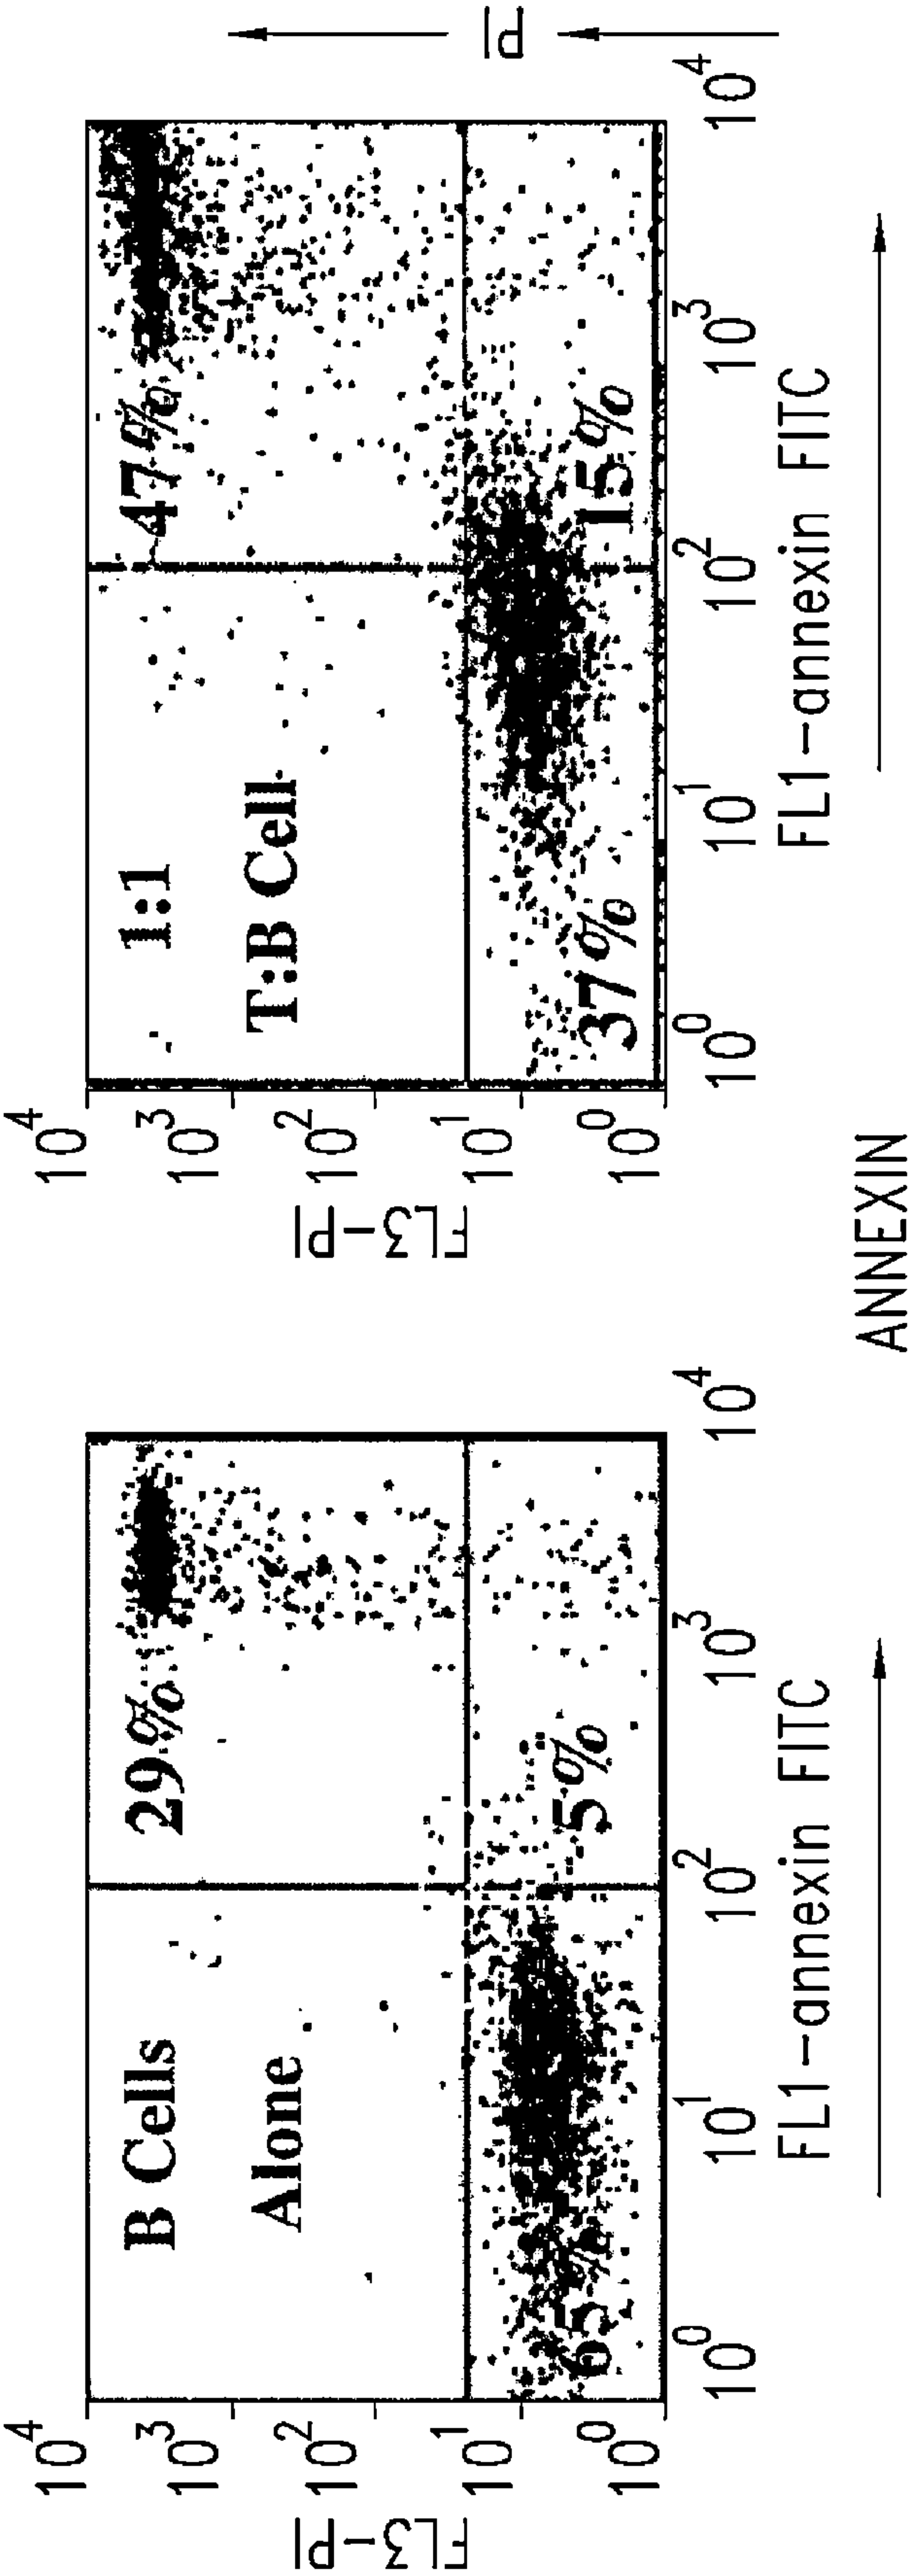 B Cells
Alone
29%
65%
5%
FL3-PI
10^4
10^3
10^2
10^1
10^0
10^0 10^1 10^2 10^3 10^4
FL1-annexin FITC
1:1
T:B Cell
47%
37%
15%
FL3-PI
10^4
10^3
10^2
10^1
10^0
10^0 10^1 10^2 10^3 10^4
FL1-annexin FITC
PI
ANNEXIN